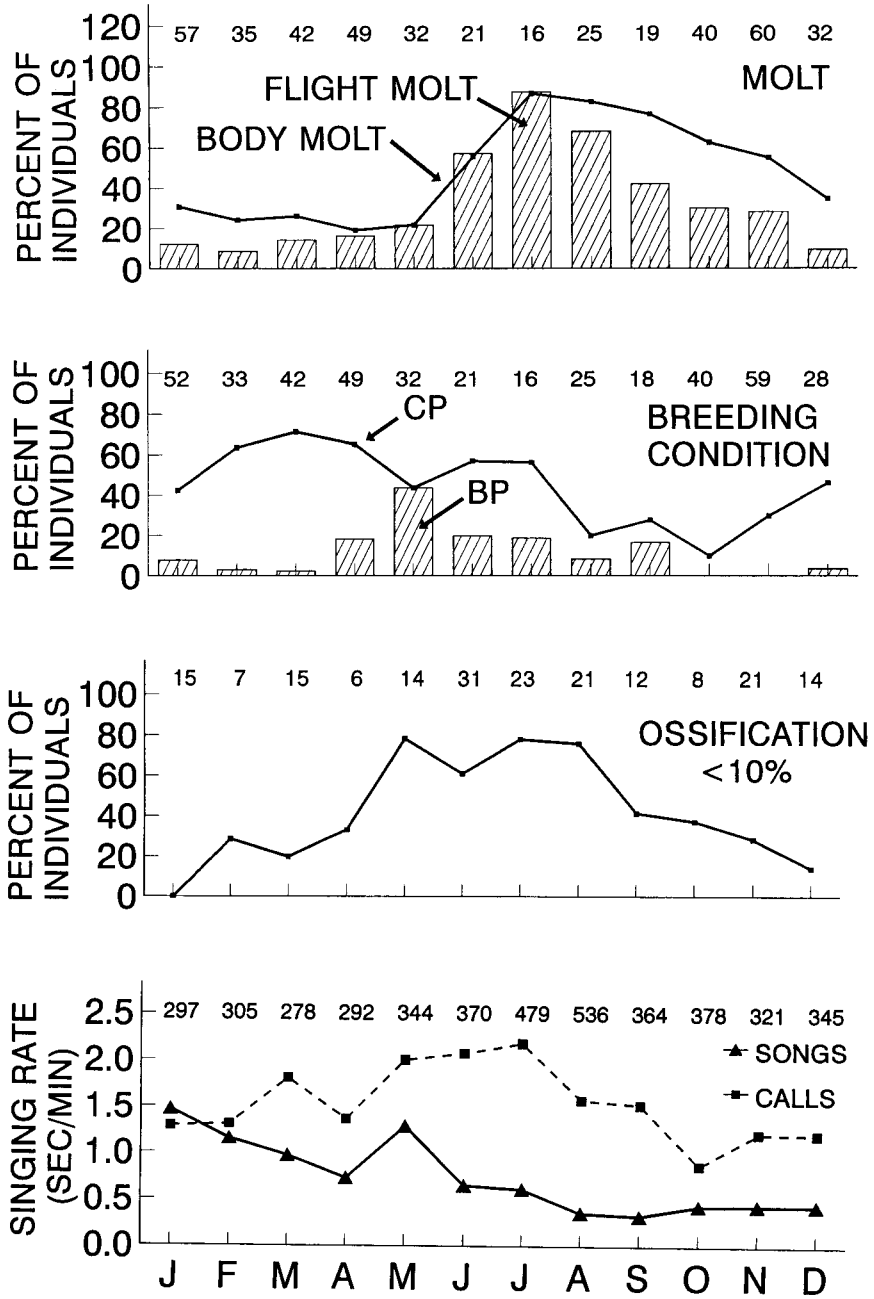 PERCENT OF
INDIVIDUALS
120
100
80
60
40
20
0
57 35 42 49 32 21 16 25 19 40 60 32
MOLT
FLIGHT MOLT
BODY MOLT
PERCENT OF
INDIVIDUALS
100
80
60
40
20
0
52 33 42 49 32 21 16 25 18 40 59 28
CP
BP
BREEDING
CONDITION
PERCENT OF
INDIVIDUALS
100
80
60
40
20
0
15 7 15 6 14 31 23 21 12 8 21 14
OSSIFICATION
<10%
SINGING RATE
(SEC/MIN)
2.5
2.0
1.5
1.0
0.5
0.0
297 305 278 292 344 370 479 536 364 378 321 345
SONGS
CALLS
J F M A M J J A S O N D